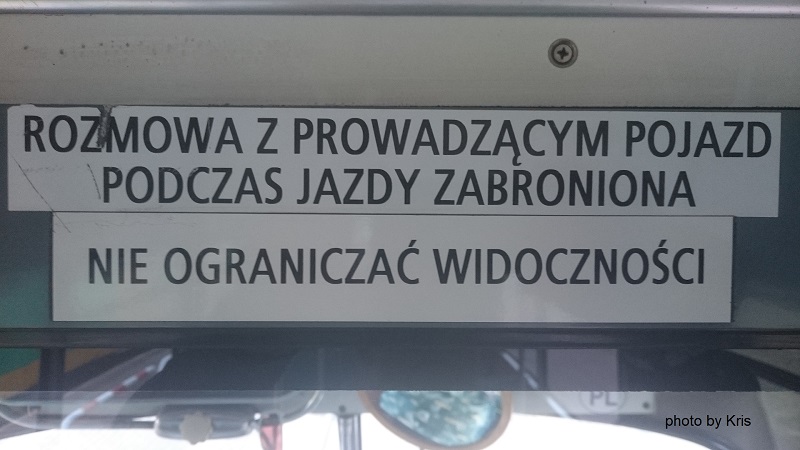 ROZMOWA Z PROWADZĄCYM POJAZD
PODCZAS JAZDY ZABRONIONA
NIE OGRANICZAĆ WIDOCZNOŚCI
PL
photo by Kris